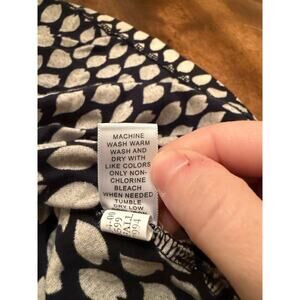 MACHINE
WASH WARM
WASH AND
DRY WITH
LIKE COLORS
ONLY NON-
CHLORINE
BLEACH
WHEN NEEDED
TUMBLE
DRY LOW